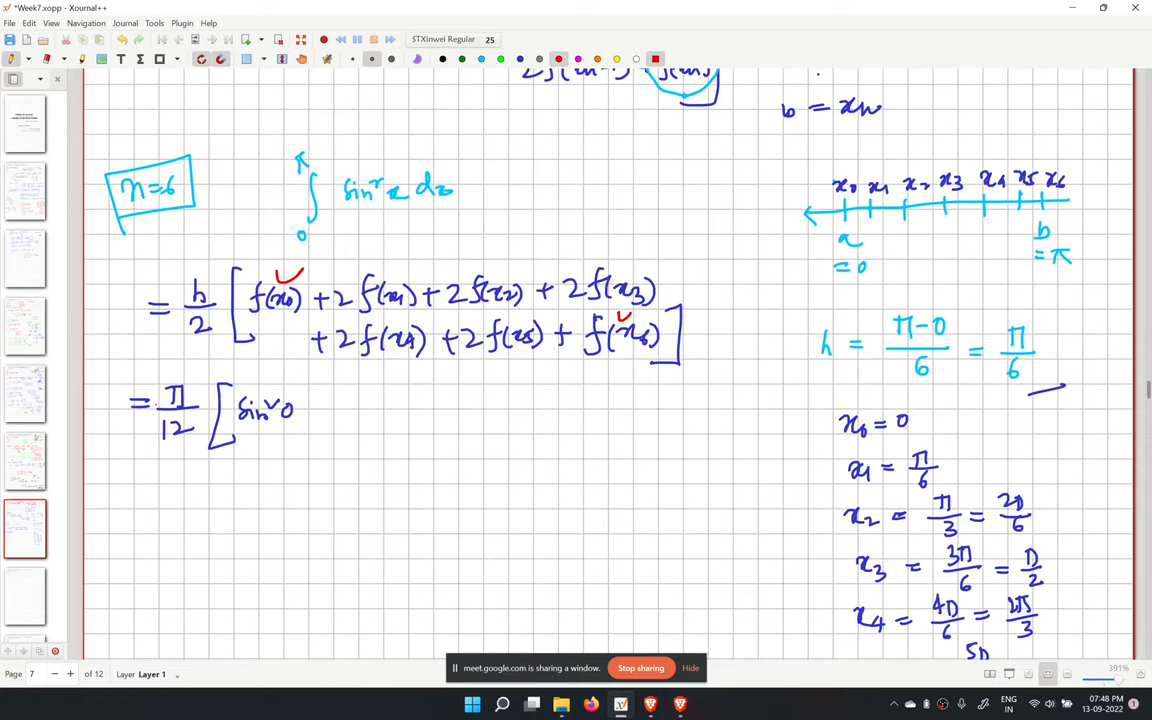 *Week7.xopp - Xournal++
File Edit View Navigation Journal Tools Plugin Help
STXinwei Regular 25
b = xn
n=6
∫₀^π sin²x dx
x0 x1 x2 x3 x4 x5 x6
a b
=0 =π
= h/2 [ f(x0) + 2f(x1) + 2f(x2) + 2f(x3)
+ 2f(x4) + 2f(x5) + f(x6) ]
h = π-0/6 = π/6
= π/12 [ sin²0
x0 = 0
x1 = π/6
x2 = π/3 = 2π/6
x3 = 3π/6 = π/2
x4 = 4π/6 = 2π/3
5π
meet.google.com is sharing a window. Stop sharing Hide
Page 7 of 12 Layer Layer 1 391%
ENG
IN
07:48 PM
13-09-2022